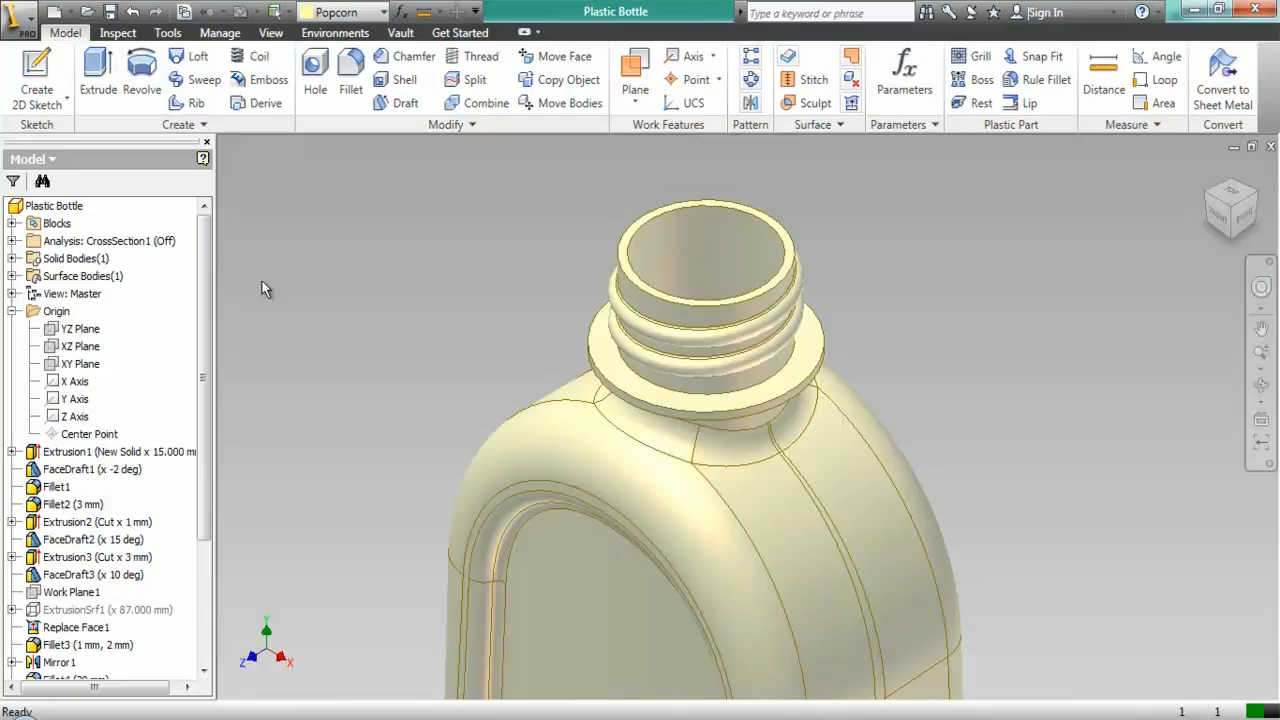 PRO
Popcorn
Plastic Bottle
Type a keyword or phrase
Sign In
Model Inspect Tools Manage View Environments Vault Get Started
Create
2D Sketch
Extrude
Revolve
Loft
Sweep
Rib
Coil
Emboss
Derive
Hole
Fillet
Chamfer
Shell
Draft
Thread
Split
Combine
Move Face
Copy Object
Move Bodies
Plane
Axis
Point
UCS
Stitch
Sculpt
fx
Parameters
Grill
Boss
Rest
Snap Fit
Rule Fillet
Lip
Distance
Angle
Loop
Area
Convert to
Sheet Metal
Sketch
Create
Modify
Work Features
Pattern
Surface
Parameters
Plastic Part
Measure
Convert
Model
Plastic Bottle
Blocks
Analysis: CrossSection1 (Off)
Solid Bodies(1)
Surface Bodies(1)
View: Master
Origin
YZ Plane
XZ Plane
XY Plane
X Axis
Y Axis
Z Axis
Center Point
Extrusion1 (New Solid x 15.000 m
FaceDraft1 (x -2 deg)
Fillet1
Fillet2 (3 mm)
Extrusion2 (Cut x 1 mm)
FaceDraft2 (x 15 deg)
Extrusion3 (Cut x 3 mm)
FaceDraft3 (x 10 deg)
Work Plane1
ExtrusionSrf1 (x 87.000 mm)
Replace Face1
Fillet3 (1 mm, 2 mm)
Mirror1
TOP
FRONT
RIGHT
Y
Z
X
Ready
1 1